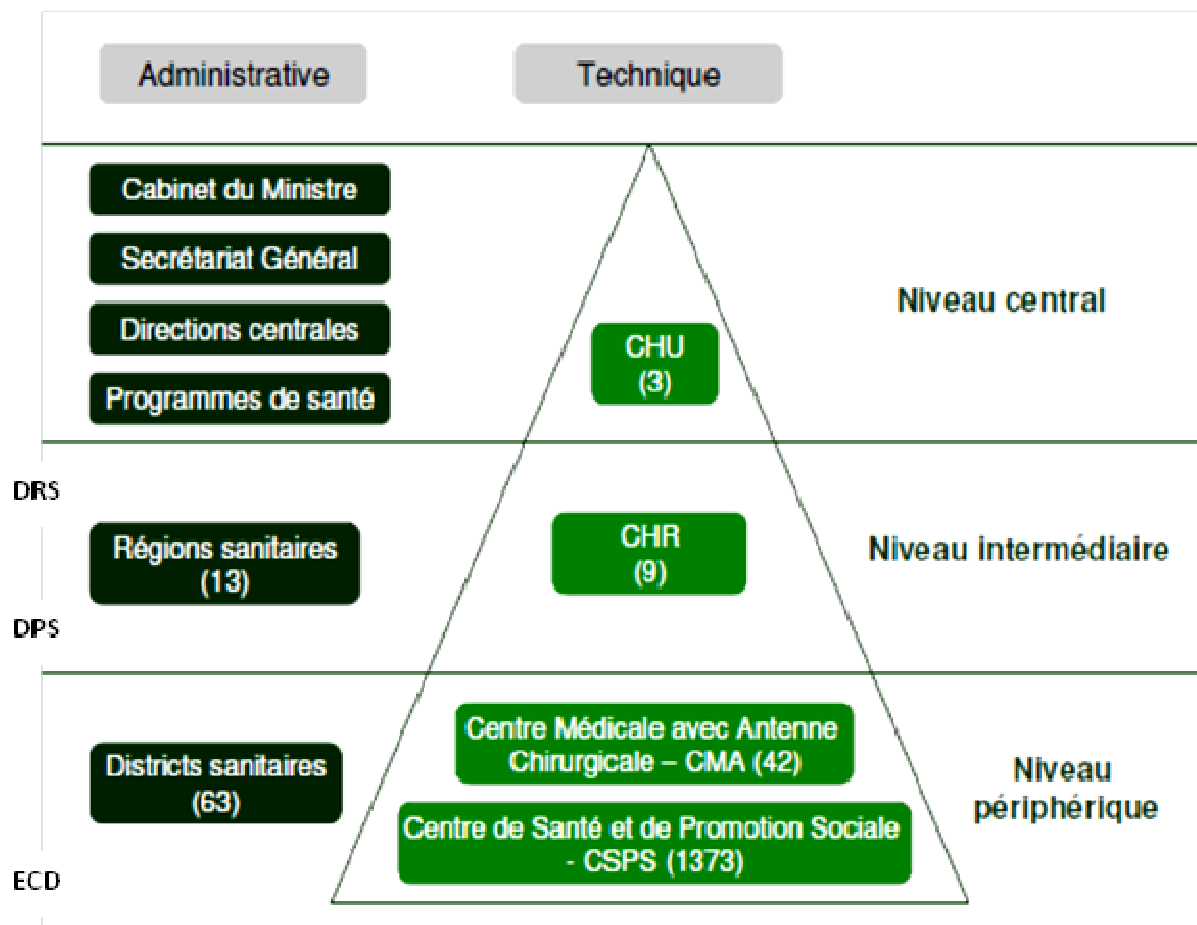 Administrative
Technique
Cabinet du Ministre
Secrétariat Général
Directions centrales
Programmes de santé
CHU
(3)
Niveau central
DRS
Régions sanitaires
(13)
CHR
(9)
Niveau intermédiaire
DPS
Districts sanitaires
(63)
Centre Médicale avec Antenne
Chirurgicale – CMA (42)
Centre de Santé et de Promotion Sociale
- CSPS (1373)
Niveau
périphérique
ECD